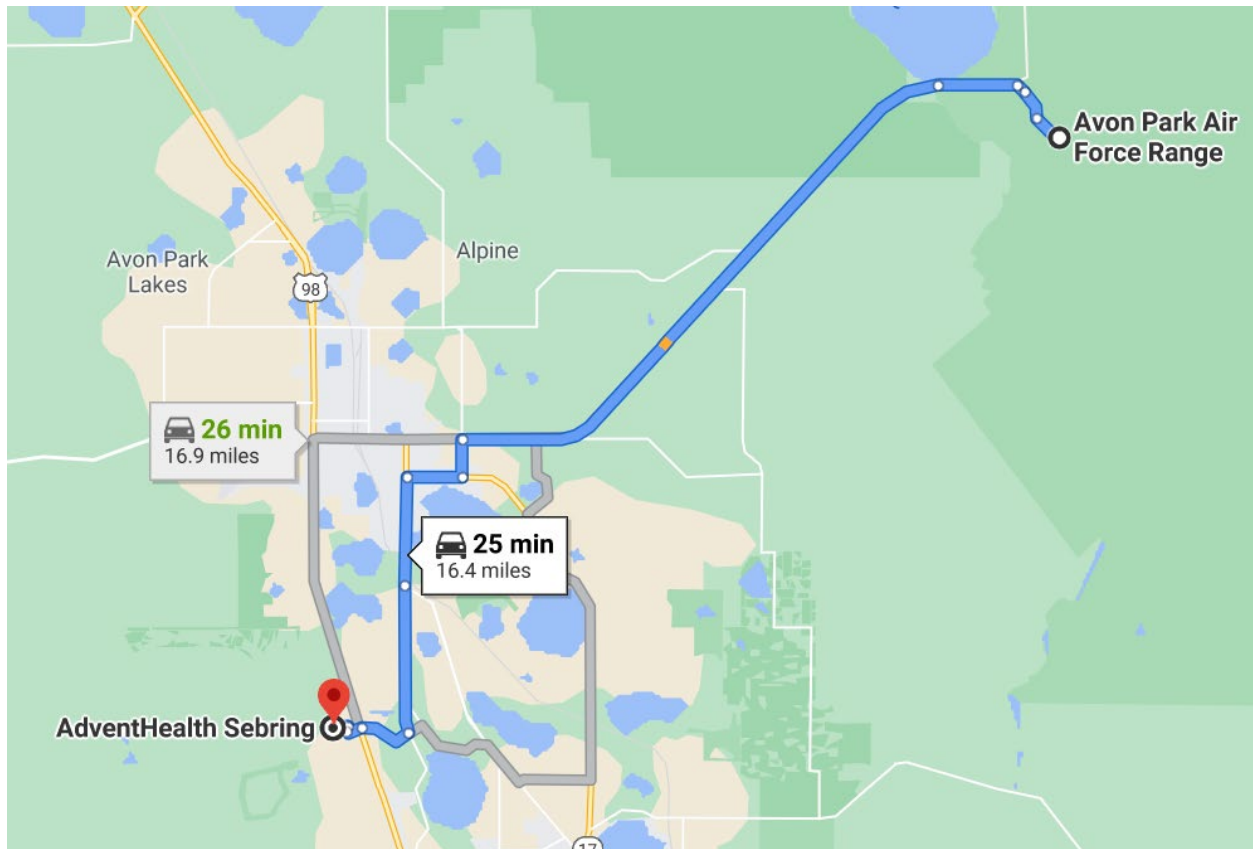 Avon Park Air
Force Range
Avon Park
Lakes
Alpine
98
26 min
16.9 miles
25 min
16.4 miles
AdventHealth Sebring
17